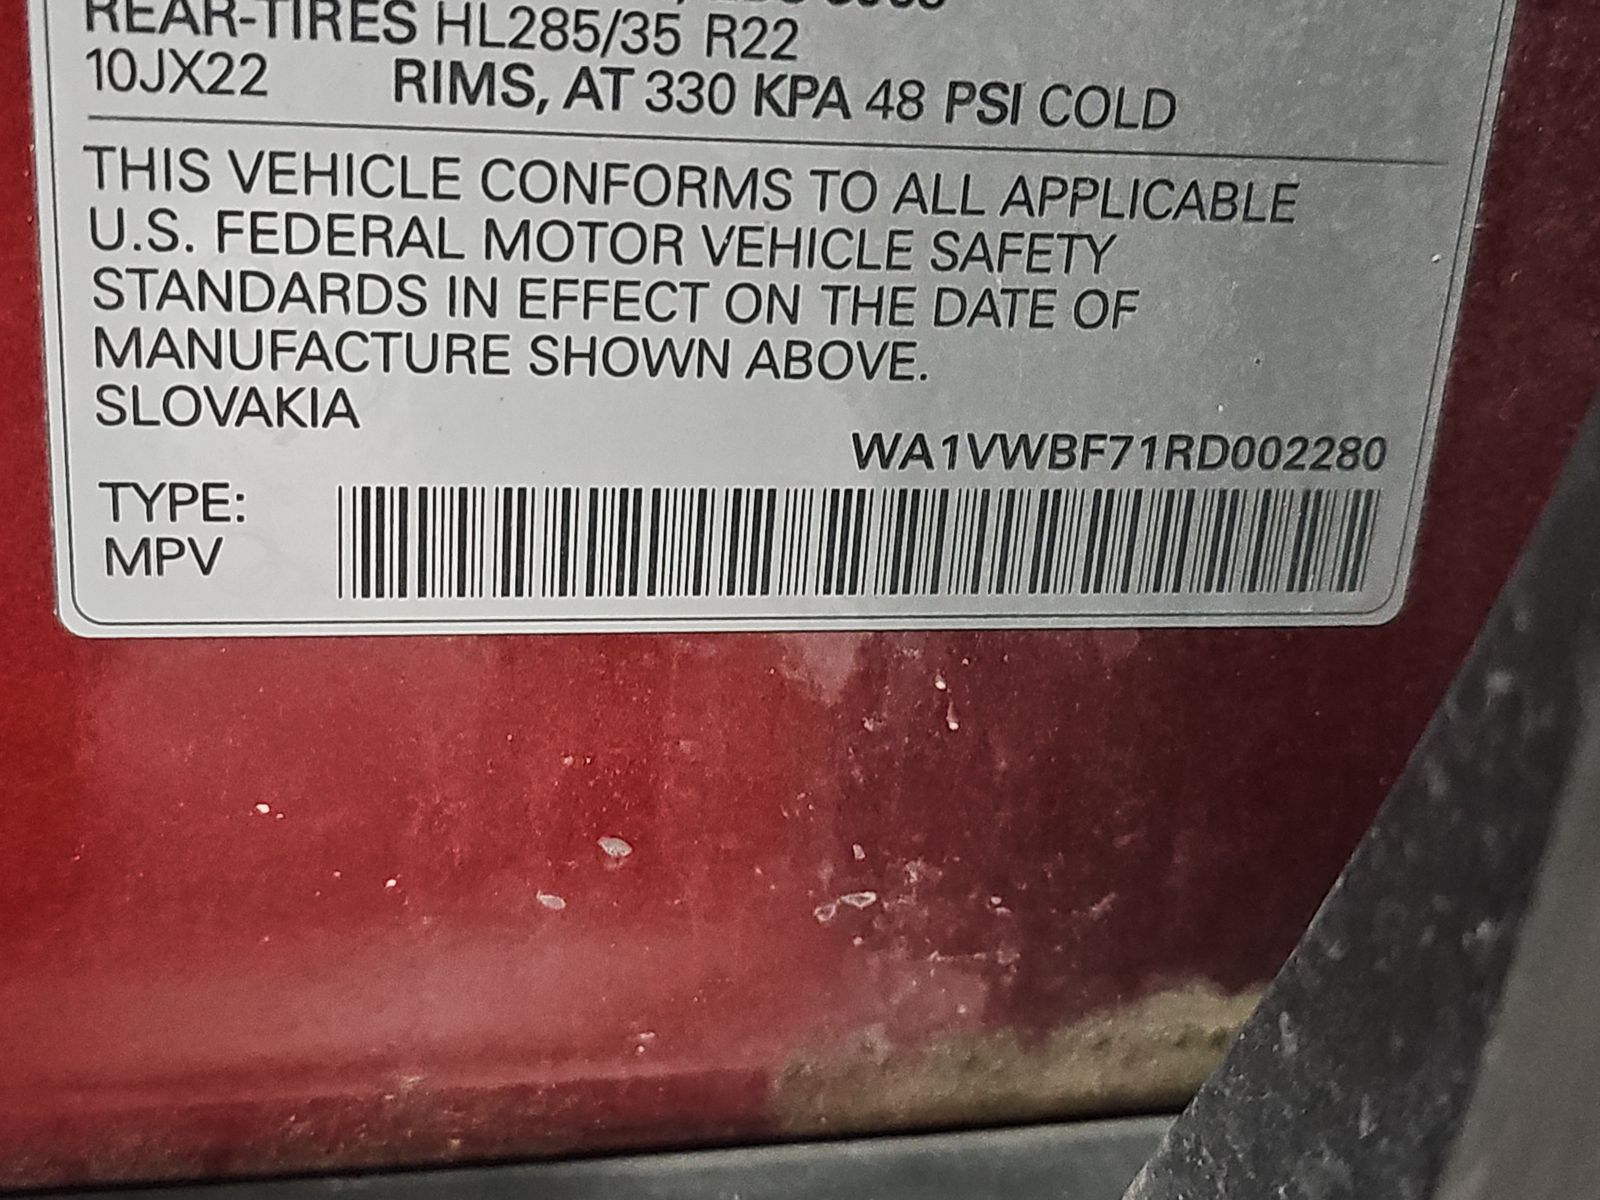 REAR-TIRES HL285/35 R22
10JX22 RIMS, AT 330 KPA 48 PSI COLD
THIS VEHICLE CONFORMS TO ALL APPLICABLE
U.S. FEDERAL MOTOR VEHICLE SAFETY
STANDARDS IN EFFECT ON THE DATE OF
MANUFACTURE SHOWN ABOVE.
SLOVAKIA
WA1VWBF71RD002280
TYPE:
MPV